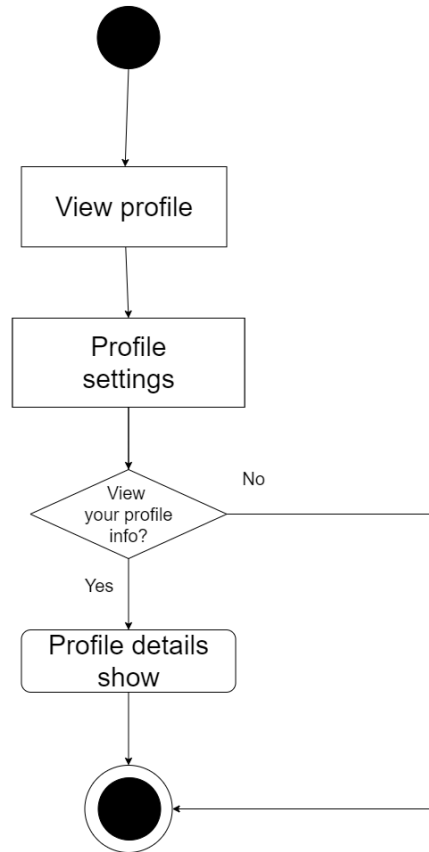 View profile
Profile
settings
View
your profile
info?
No
Yes
Profile details
show